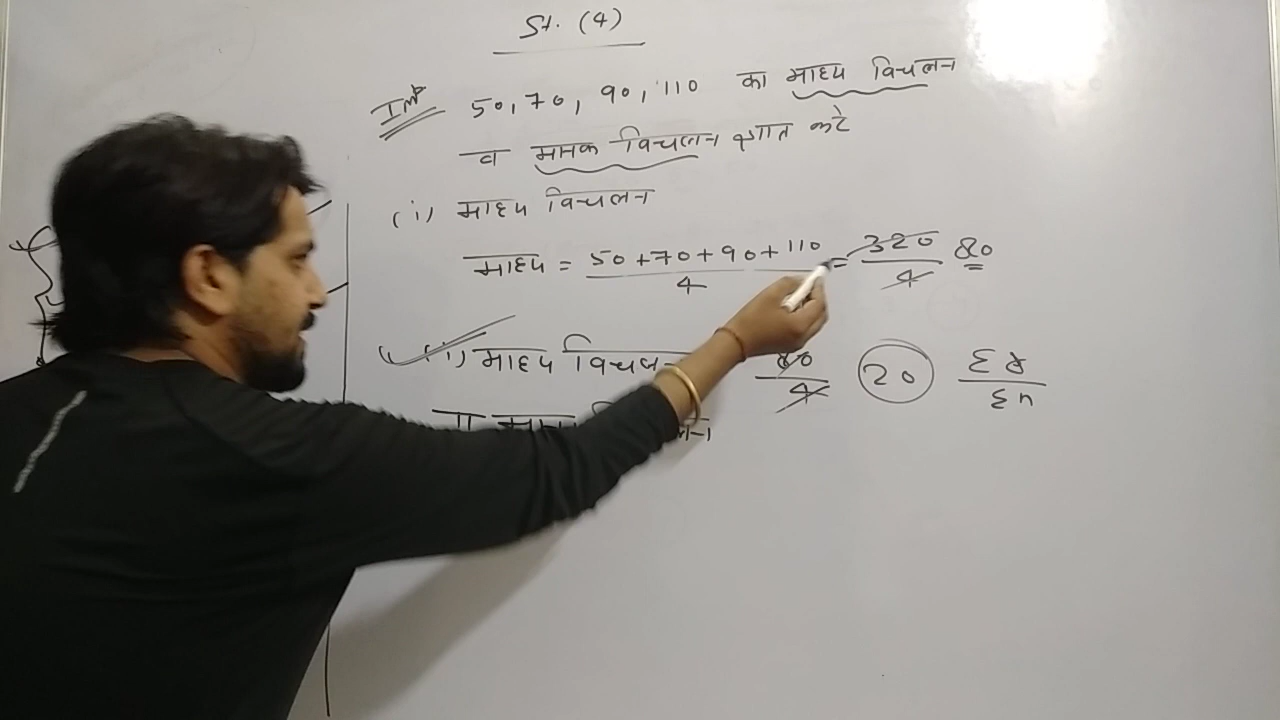 St. (4)
Imp 50, 70, 90, 110 का माध्य विचलन
व मानक विचलन ज्ञात करे
(i) माध्य विचलन
माध्य = 50+70+90+110 / 4 = 320 / 4 80
(i) माध्य विचल 80 / 4 20 Σd / Σn
II मान